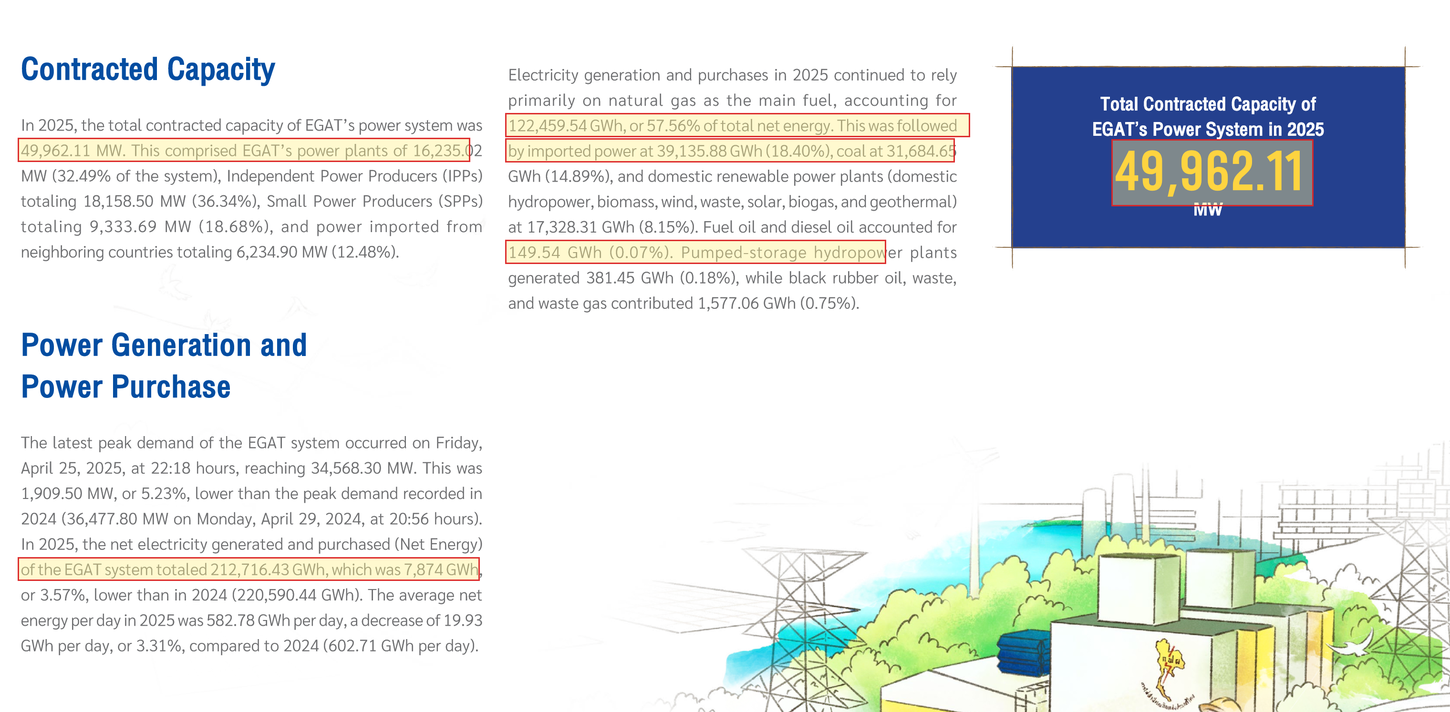 Contracted Capacity
In 2025, the total contracted capacity of EGAT's power system was
49,962.11 MW. This comprised EGAT's power plants of 16,235.02
MW (32.49% of the system), Independent Power Producers (IPPs)
totaling 18,158.50 MW (36.34%), Small Power Producers (SPPs)
totaling 9,333.69 MW (18.68%), and power imported from
neighboring countries totaling 6,234.90 MW (12.48%).
Power Generation and
Power Purchase
The latest peak demand of the EGAT system occurred on Friday,
April 25, 2025, at 22:18 hours, reaching 34,568.30 MW. This was
1,909.50 MW, or 5.23%, lower than the peak demand recorded in
2024 (36,477.80 MW on Monday, April 29, 2024, at 20:56 hours).
In 2025, the net electricity generated and purchased (Net Energy)
of the EGAT system totaled 212,716.43 GWh, which was 7,874 GWh,
or 3.57%, lower than in 2024 (220,590.44 GWh). The average net
energy per day in 2025 was 582.78 GWh per day, a decrease of 19.93
GWh per day, or 3.31%, compared to 2024 (602.71 GWh per day).
Electricity generation and purchases in 2025 continued to rely
primarily on natural gas as the main fuel, accounting for
122,459.54 GWh, or 57.56% of total net energy. This was followed
by imported power at 39,135.88 GWh (18.40%), coal at 31,684.65
GWh (14.89%), and domestic renewable power plants (domestic
hydropower, biomass, wind, waste, solar, biogas, and geothermal)
at 17,328.31 GWh (8.15%). Fuel oil and diesel oil accounted for
149.54 GWh (0.07%). Pumped-storage hydropower plants
generated 381.45 GWh (0.18%), while black rubber oil, waste,
and waste gas contributed 1,577.06 GWh (0.75%).
Total Contracted Capacity of
EGAT's Power System in 2025
49,962.11
MW